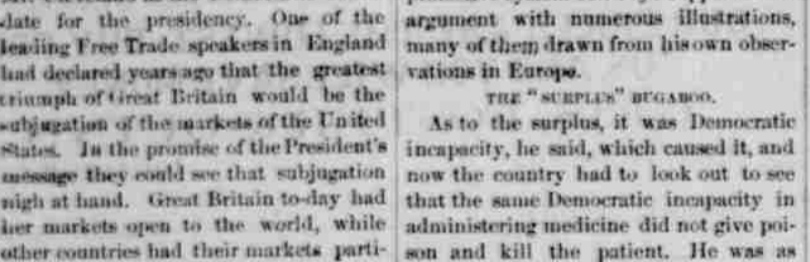 date for the presidency. One of the
leading Free Trade speakers in England
had declared years ago that the greatest
triumph of Great Britain would be the
subjugation of the markets of the United
States. In the promise of the President's
message they could see that subjugation
nigh at hand. Great Britain to-day had
her markets open to the world, while
other countries had their markets parti-
argument with numerous illustrations,
many of them drawn from his own obser-
vations in Europe.
THE "SURPLUS" BUGABOO.
As to the surplus, it was Democratic
incapacity, he said, which caused it, and
now the country had to look out to see
that the same Democratic incapacity in
administering medicine did not give poi-
son and kill the patient. He was as